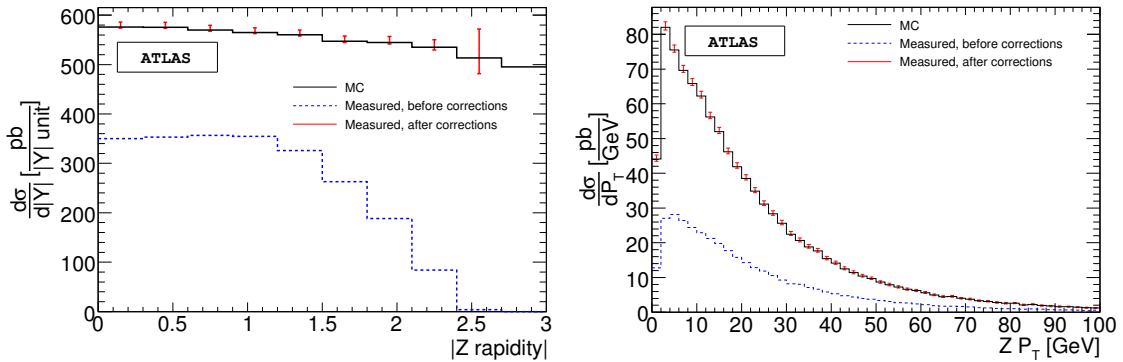 dσ/d|Y| [pb/|Y| unit]
600
500
400
300
200
100
0
ATLAS
MC
Measured, before corrections
Measured, after corrections
0 0.5 1 1.5 2 2.5 3
|Z rapidity|
dσ/dP_T [pb/GeV]
80
70
60
50
40
30
20
10
0
ATLAS
MC
Measured, before corrections
Measured, after corrections
0 10 20 30 40 50 60 70 80 90 100
Z P_T [GeV]